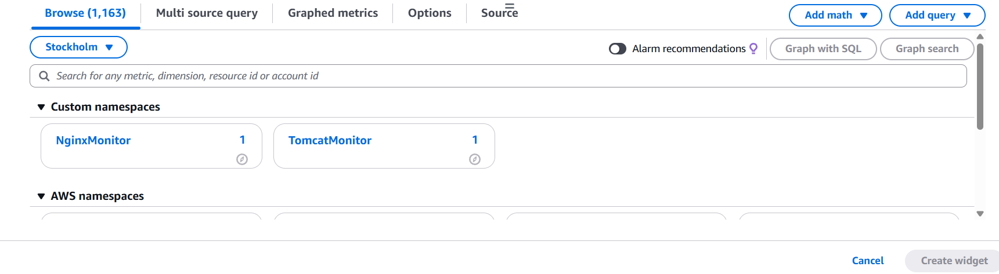 Browse (1,163) Multi source query Graphed metrics Options Source Add math Add query
Stockholm Alarm recommendations Graph with SQL Graph search
Search for any metric, dimension, resource id or account id
Custom namespaces
NginxMonitor 1 TomcatMonitor 1
AWS namespaces
Cancel Create widget